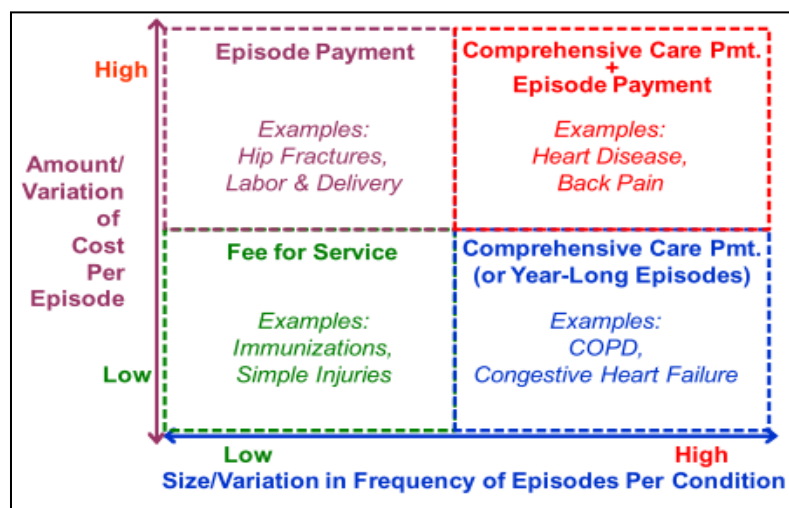 High
Amount/
Variation
of
Cost
Per
Episode
Low
Episode Payment
Examples:
Hip Fractures,
Labor & Delivery
Comprehensive Care Pmt.
+
Episode Payment
Examples:
Heart Disease,
Back Pain
Fee for Service
Examples:
Immunizations,
Simple Injuries
Comprehensive Care Pmt.
(or Year-Long Episodes)
Examples:
COPD,
Congestive Heart Failure
Low
High
Size/Variation in Frequency of Episodes Per Condition